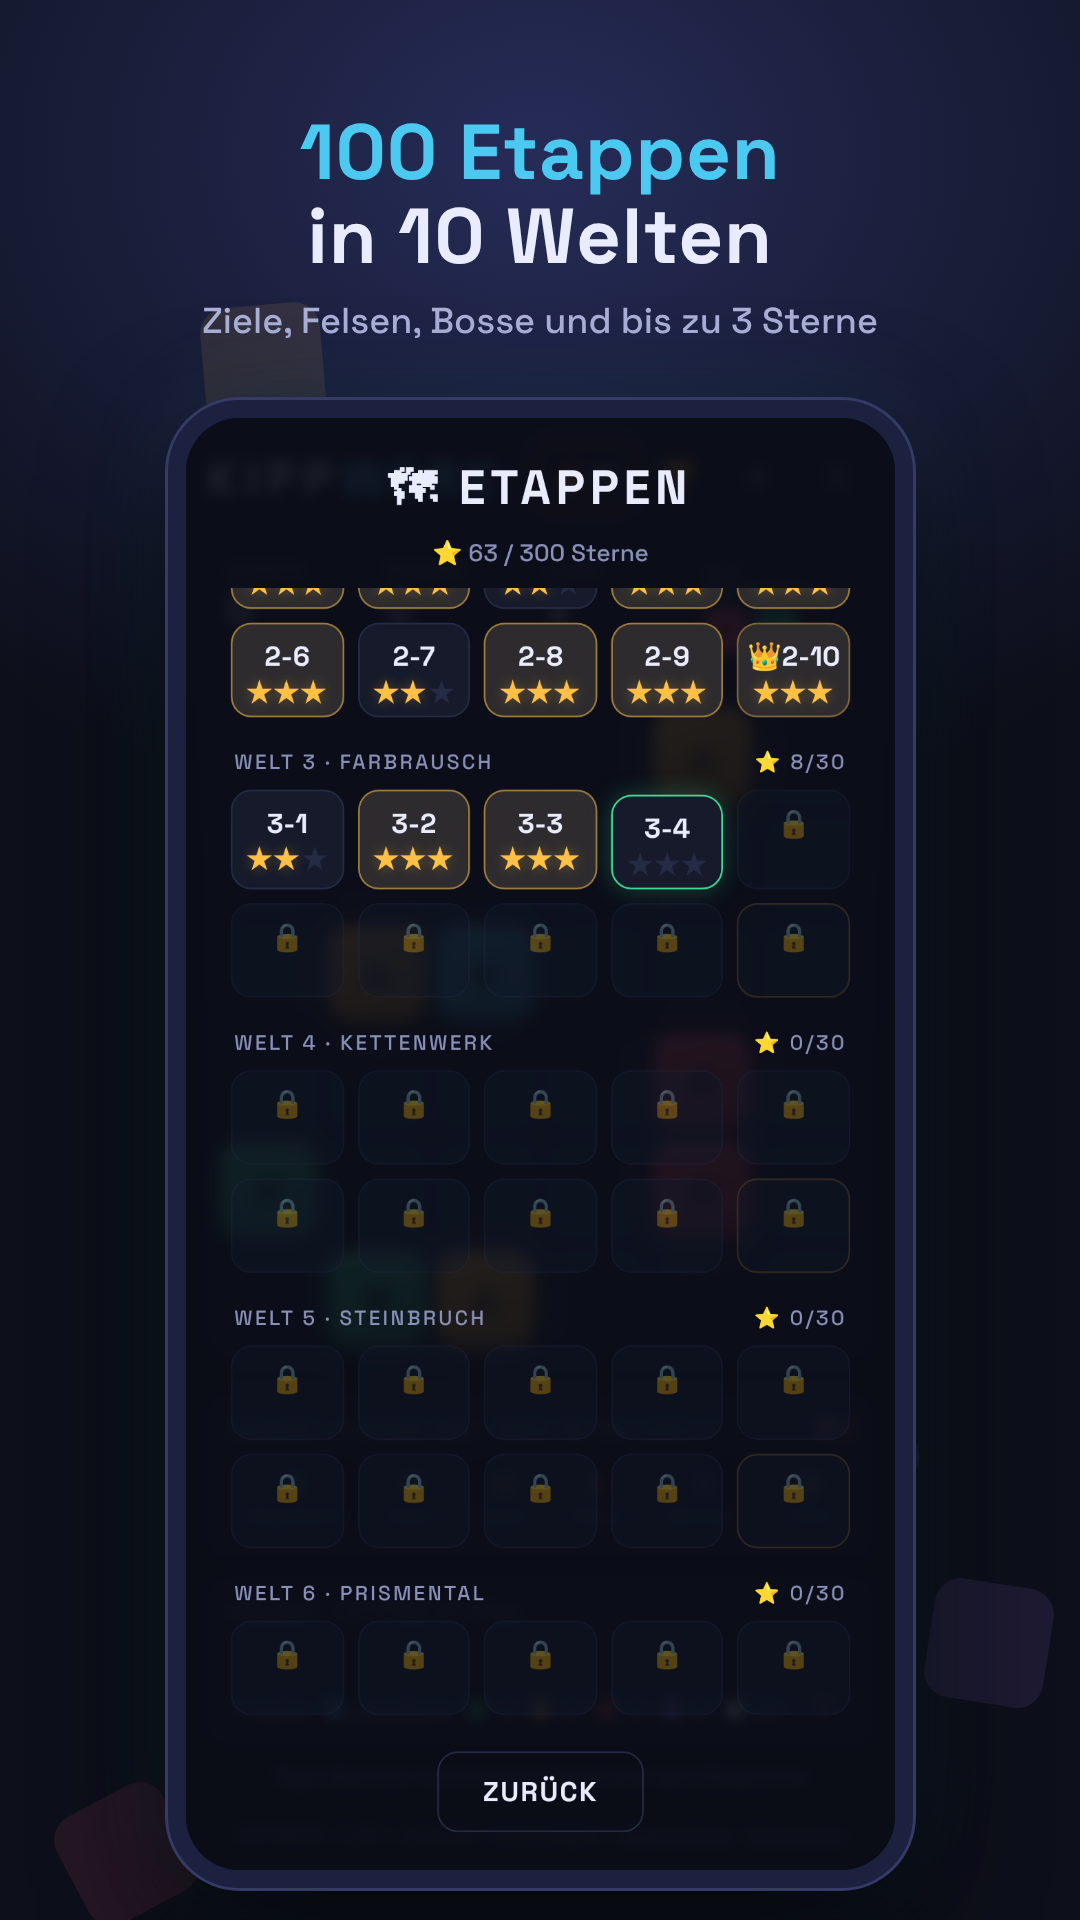 100 Etappen
in 10 Welten
Ziele, Felsen, Bosse und bis zu 3 Sterne
ETAPPEN
63 / 300 Sterne
2-6 2-7 2-8 2-9 2-10
WELT 3 · FARBRAUSCH 8/30
3-1 3-2 3-3 3-4
WELT 4 · KETTENWERK 0/30
WELT 5 · STEINBRUCH 0/30
WELT 6 · PRISMENTAL 0/30
ZURÜCK